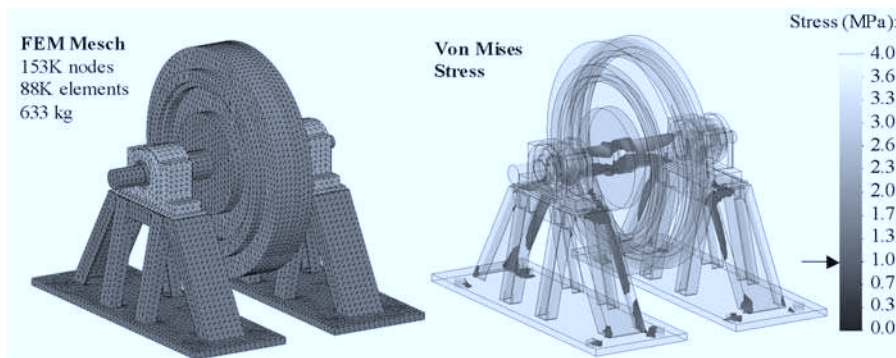 FEM Mesch
153K nodes
88K elements
633 kg
Von Mises
Stress
Stress (MPa):
4.0
3.6
3.3
3.0
2.6
2.3
2.0
1.7
1.3
1.0
0.7
0.3
0.0